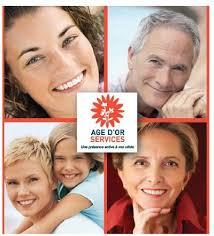 AGE D'OR
SERVICES
Une présence active à vos côtés